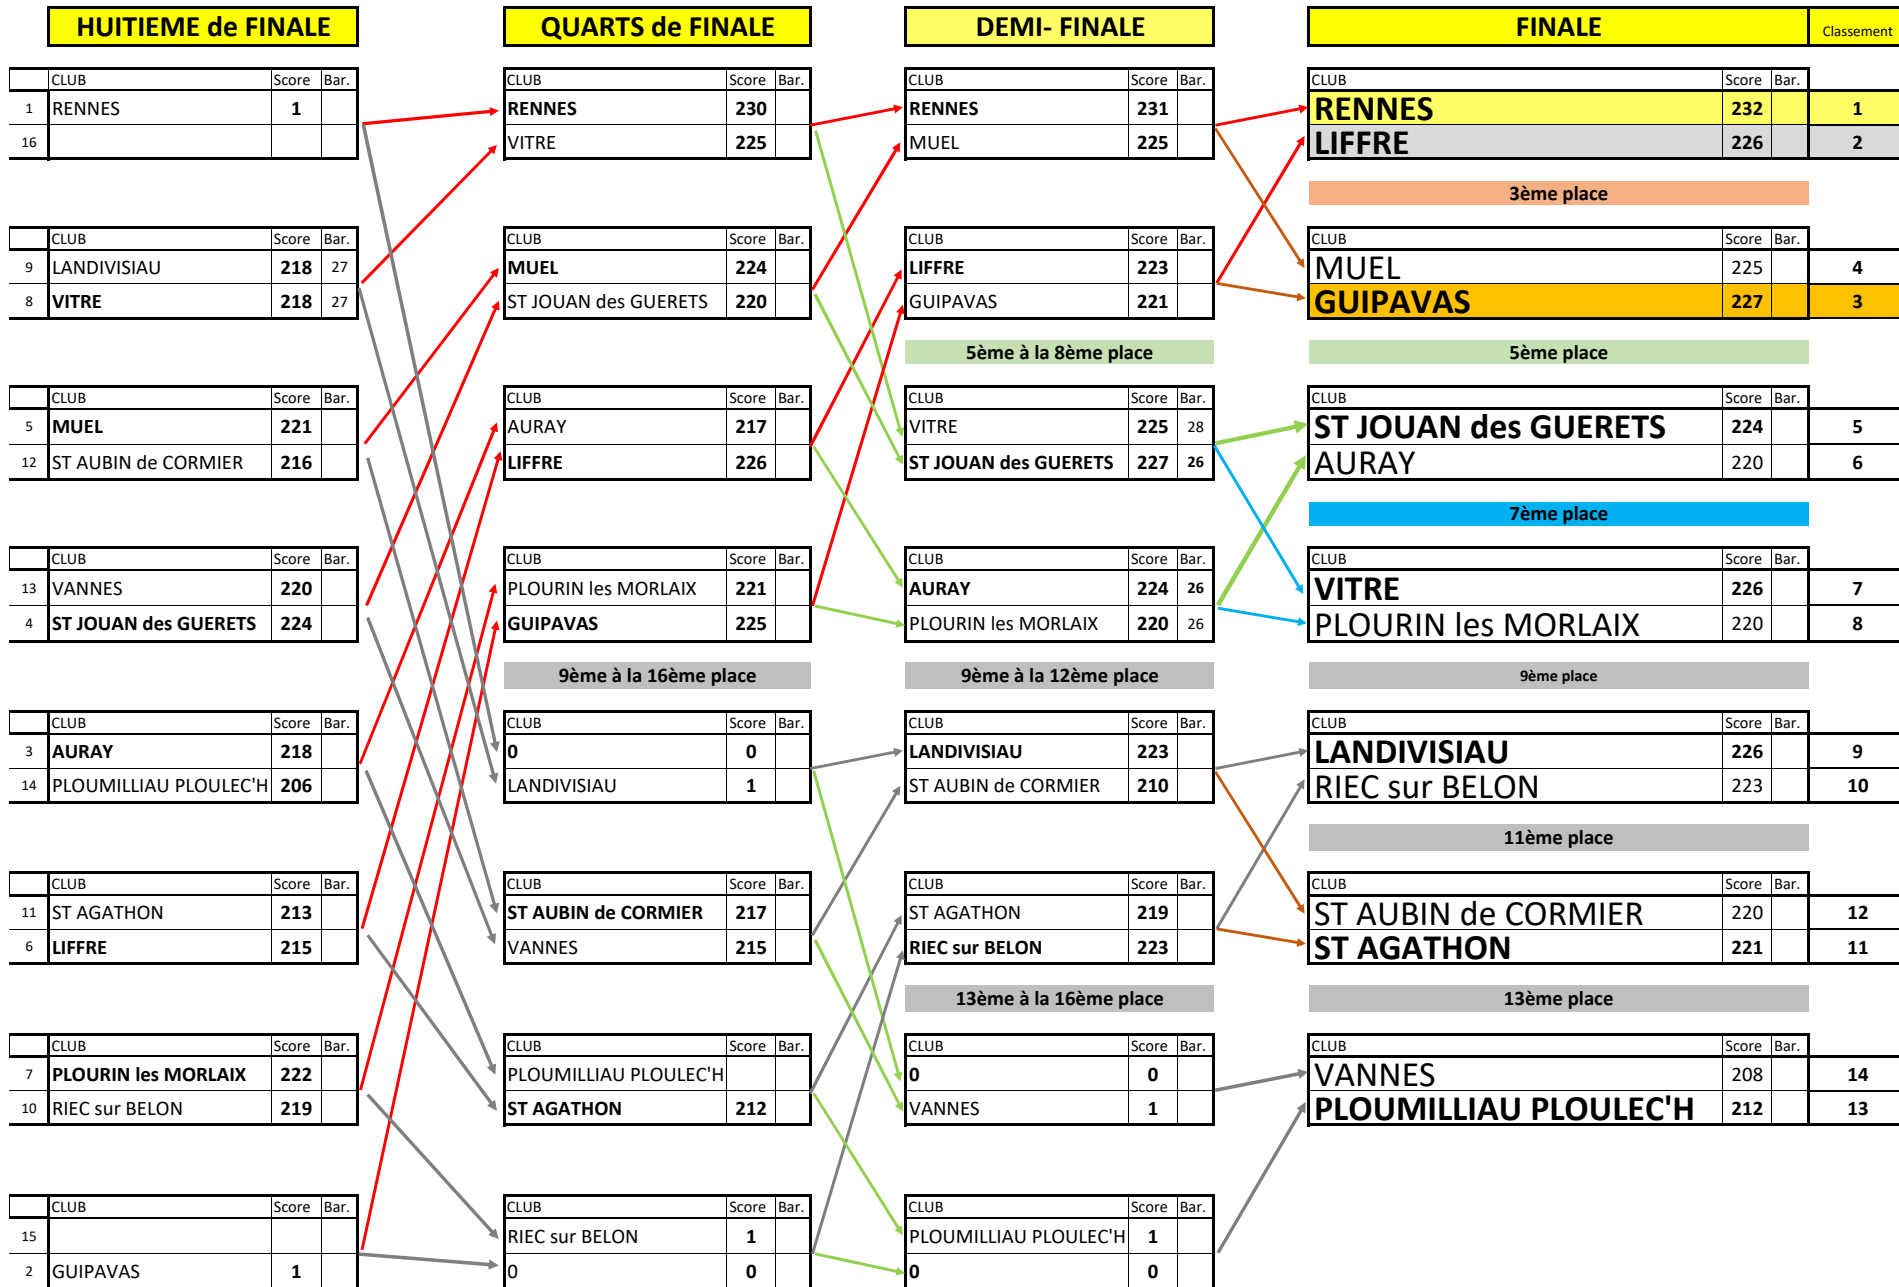 HUITIEME de FINALE
CLUB Score Bar.
1 RENNES 1
16
CLUB Score Bar.
9 LANDIVISIAU 218 27
8 VITRE 218 27
CLUB Score Bar.
5 MUEL 221
12 ST AUBIN de CORMIER 216
CLUB Score Bar.
13 VANNES 220
4 ST JOUAN des GUERETS 224
CLUB Score Bar.
3 AURAY 218
14 PLOUMILLIAU PLOULEC'H 206
CLUB Score Bar.
11 ST AGATHON 213
6 LIFFRE 215
CLUB Score Bar.
7 PLOURIN les MORLAIX 222
10 RIEC sur BELON 219
CLUB Score Bar.
15
2 GUIPAVAS 1
QUARTS de FINALE
CLUB Score Bar.
RENNES 230
VITRE 225
CLUB Score Bar.
MUEL 224
ST JOUAN des GUERETS 220
CLUB Score Bar.
AURAY 217
LIFFRE 226
CLUB Score Bar.
PLOURIN les MORLAIX 221
GUIPAVAS 225
9ème à la 16ème place
CLUB Score Bar.
0 0
LANDIVISIAU 1
CLUB Score Bar.
ST AUBIN de CORMIER 217
VANNES 215
CLUB Score Bar.
PLOUMILLIAU PLOULEC'H
ST AGATHON 212
CLUB Score Bar.
RIEC sur BELON 1
0 0
DEMI- FINALE
CLUB Score Bar.
RENNES 231
MUEL 225
CLUB Score Bar.
LIFFRE 223
GUIPAVAS 221
5ème à la 8ème place
CLUB Score Bar.
VITRE 225 28
ST JOUAN des GUERETS 227 26
CLUB Score Bar.
AURAY 224 26
PLOURIN les MORLAIX 220 26
9ème à la 12ème place
CLUB Score Bar.
LANDIVISIAU 223
ST AUBIN de CORMIER 210
CLUB Score Bar.
ST AGATHON 219
RIEC sur BELON 223
13ème à la 16ème place
CLUB Score Bar.
0 0
VANNES 1
CLUB Score Bar.
PLOUMILLIAU PLOULEC'H 1
0 0
FINALE Classement
CLUB Score Bar.
RENNES 232 1
LIFFRE 226 2
3ème place
CLUB Score Bar.
MUEL 225 4
GUIPAVAS 227 3
5ème place
CLUB Score Bar.
ST JOUAN des GUERETS 224 5
AURAY 220 6
7ème place
CLUB Score Bar.
VITRE 226 7
PLOURIN les MORLAIX 220 8
9ème place
CLUB Score Bar.
LANDIVISIAU 226 9
RIEC sur BELON 223 10
11ème place
CLUB Score Bar.
ST AUBIN de CORMIER 220 12
ST AGATHON 221 11
13ème place
CLUB Score Bar.
VANNES 208 14
PLOUMILLIAU PLOULEC'H 212 13